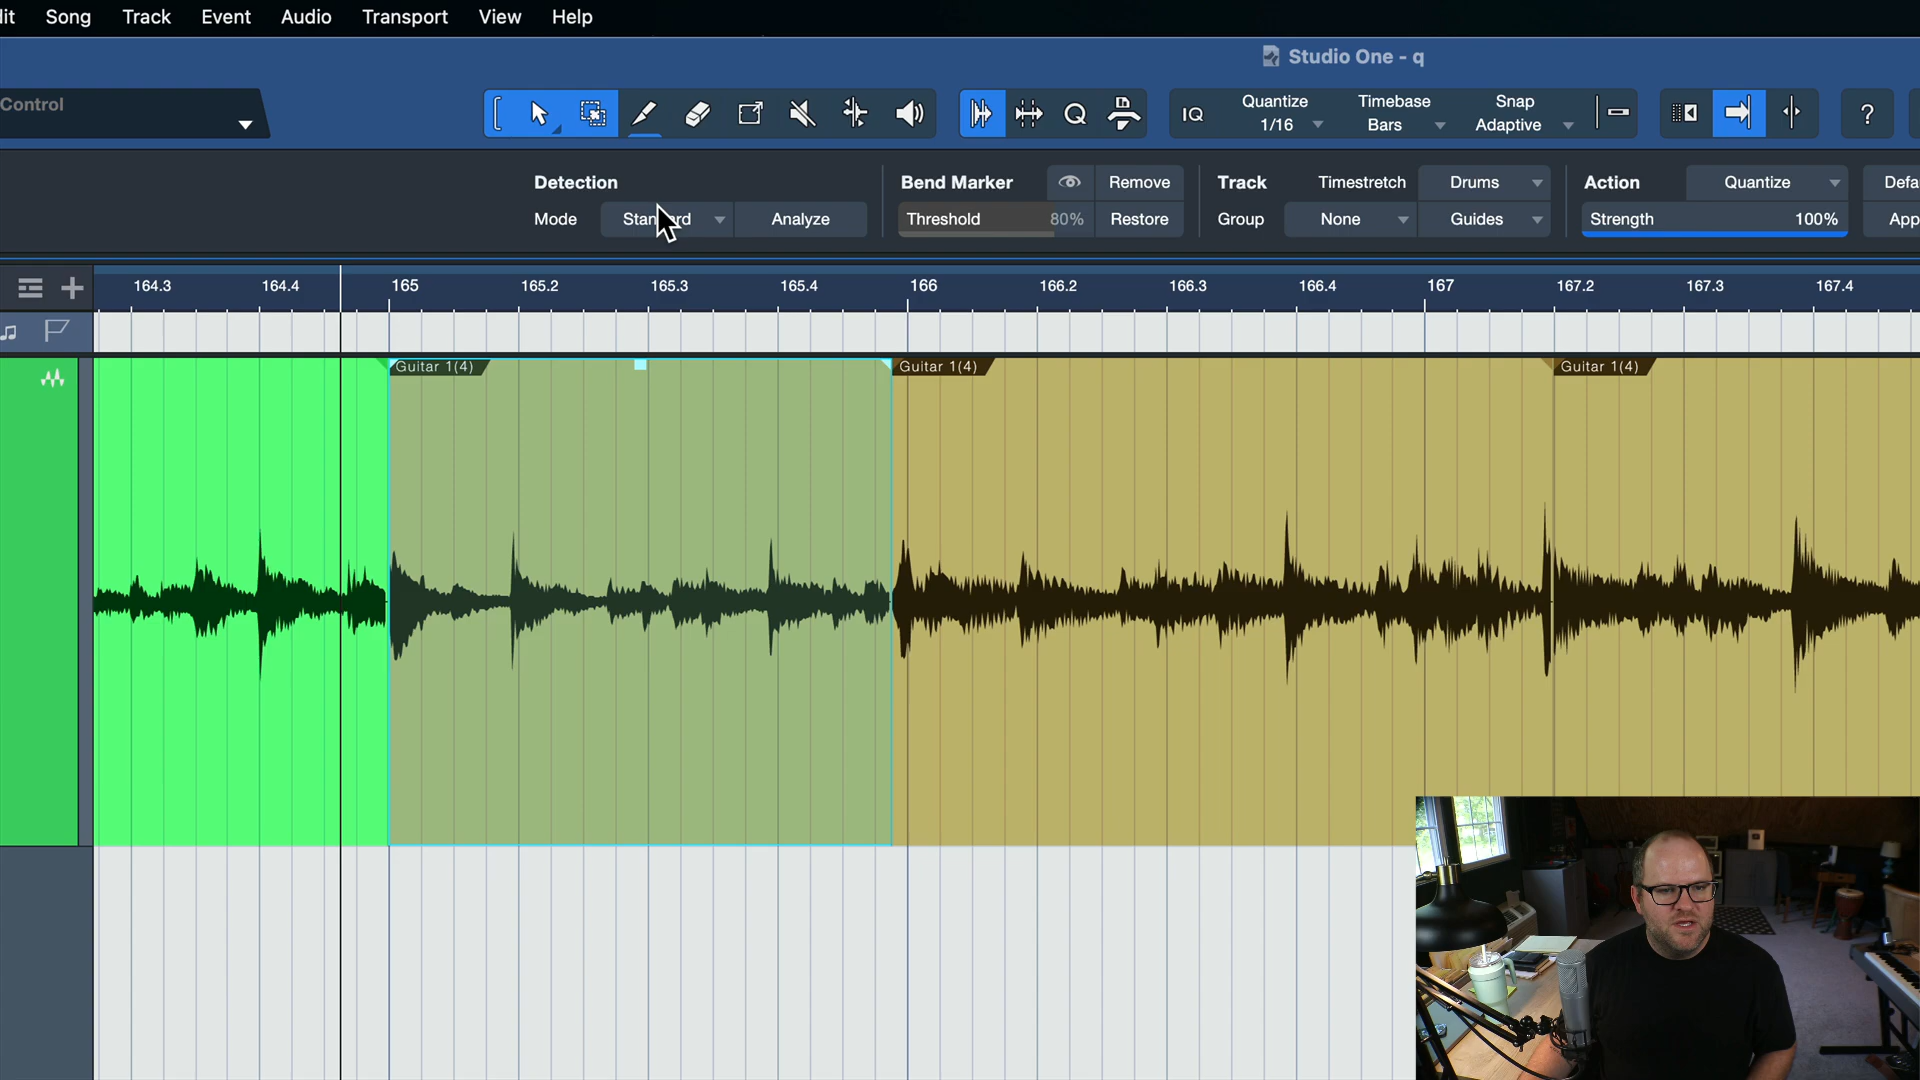 it Song Track Event Audio Transport View Help
Studio One - q
Control
IQ
Quantize
1/16
Timebase
Bars
Snap
Adaptive
?
Detection
Mode Analyze
Bend Marker Remove
Threshold 80% Restore
Track Timestretch Drums
Group None Guides
Action Quantize Defa
Strength 100% App
164.3 164.4 165 165.2 165.3 165.4 166 166.2 166.3 166.4 167 167.2 167.3 167.4
Guitar 1(4) Guitar 1(4) Guitar 1(4)